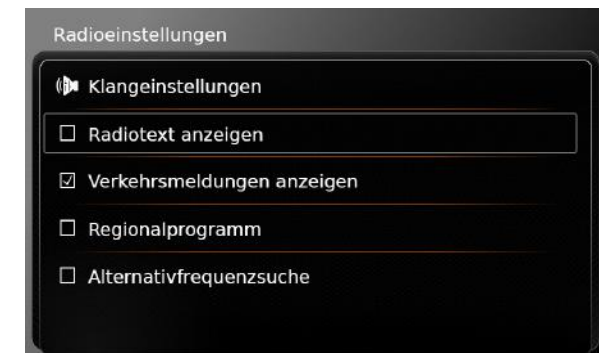 Radioeinstellungen
Klangeinstellungen
Radiotext anzeigen
Verkehrsmeldungen anzeigen
Regionalprogramm
Alternativfrequenzsuche